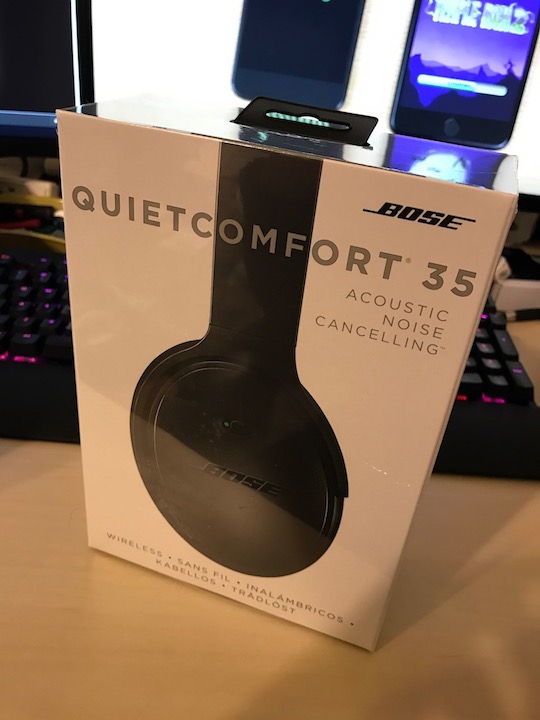 BOSE
QUIETCOMFORT® 35
ACOUSTIC
NOISE
CANCELLING™
BOSE
WIRELESS • SANS FIL • INALÁMBRICOS •
KABELLOS • TRÅDLÖST